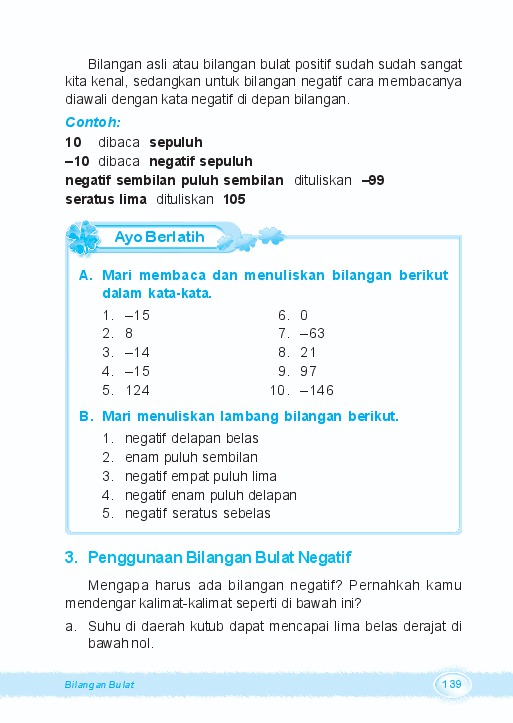 Bilangan asli atau bilangan bulat positif sudah sudah sangat
kita kenal, sedangkan untuk bilangan negatif cara membacanya
diawali dengan kata negatif di depan bilangan.
Contoh:
10 dibaca sepuluh
–10 dibaca negatif sepuluh
negatif sembilan puluh sembilan dituliskan –99
seratus lima dituliskan 105
Ayo Berlatih
A. Mari membaca dan menuliskan bilangan berikut
dalam kata-kata.
1. –15
2. 8
3. –14
4. –15
5. 124
6. 0
7. –63
8. 21
9. 97
10. –146
B. Mari menuliskan lambang bilangan berikut.
1. negatif delapan belas
2. enam puluh sembilan
3. negatif empat puluh lima
4. negatif enam puluh delapan
5. negatif seratus sebelas
3. Penggunaan Bilangan Bulat Negatif
Mengapa harus ada bilangan negatif? Pernahkah kamu
mendengar kalimat-kalimat seperti di bawah ini?
a. Suhu di daerah kutub dapat mencapai lima belas derajat di
bawah nol.
Bilangan Bulat
139